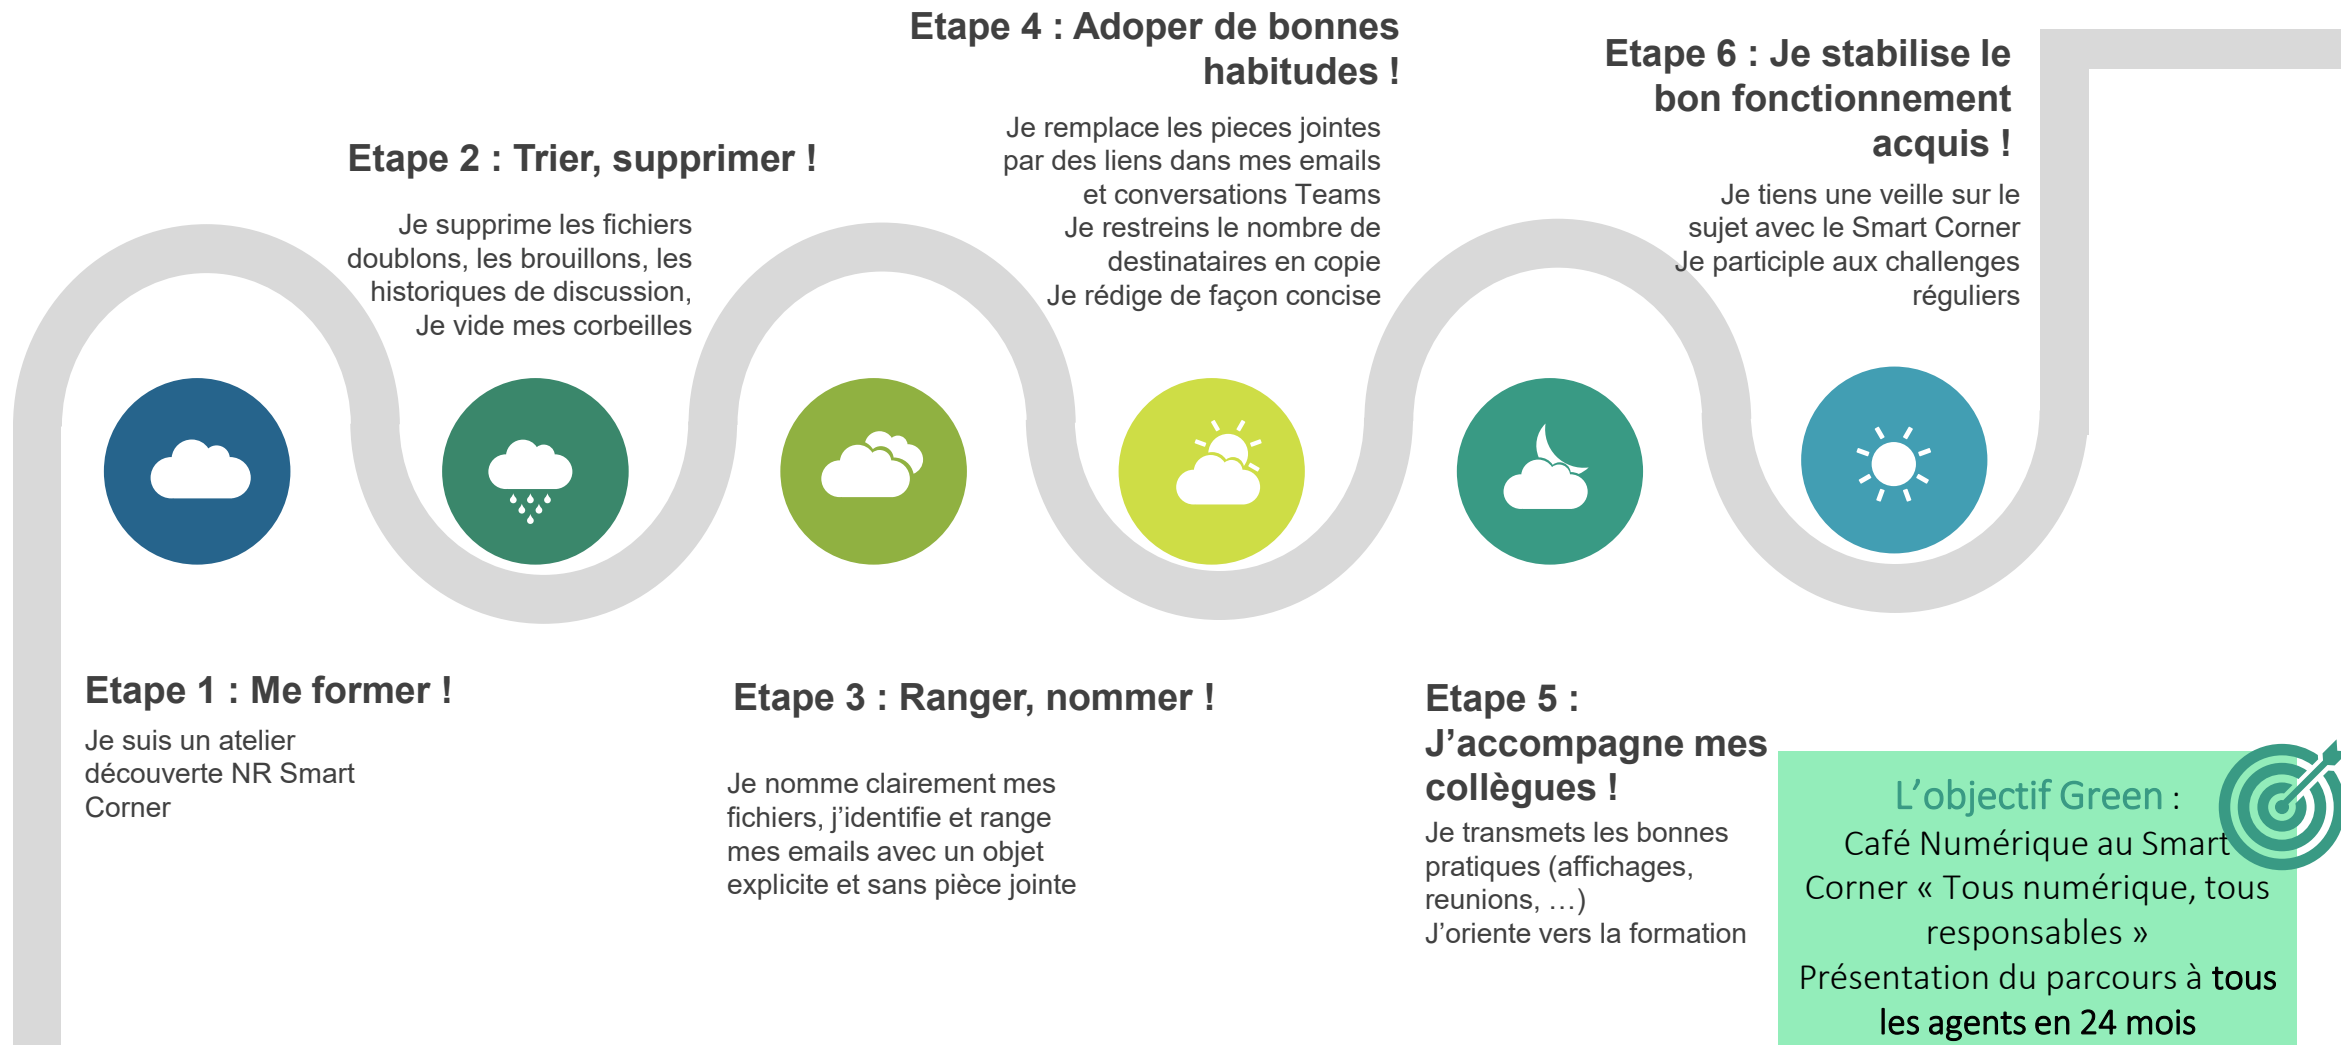 Etape 1 : Me former !
Je suis un atelier
découverte NR Smart
Corner
Etape 2 : Trier, supprimer !
Je supprime les fichiers
doublons, les brouillons, les
historiques de discussion,
Je vide mes corbeilles
Etape 3 : Ranger, nommer !
Je nomme clairement mes
fichiers, j’identifie et range
mes emails avec un objet
explicite et sans pièce jointe
Etape 4 : Adoper de bonnes
habitudes !
Je remplace les pieces jointes
par des liens dans mes emails
et conversations Teams
Je restreins le nombre de
destinataires en copie
Je rédige de façon concise
Etape 5 :
J’accompagne mes
collègues !
Je transmets les bonnes
pratiques (affichages,
reunions, …)
J’oriente vers la formation
Etape 6 : Je stabilise le
bon fonctionnement
acquis !
Je tiens une veille sur le
sujet avec le Smart Corner
Je participle aux challenges
réguliers
L’objectif Green :
Café Numérique au Smart
Corner « Tous numérique, tous
responsables »
Présentation du parcours à tous
les agents en 24 mois